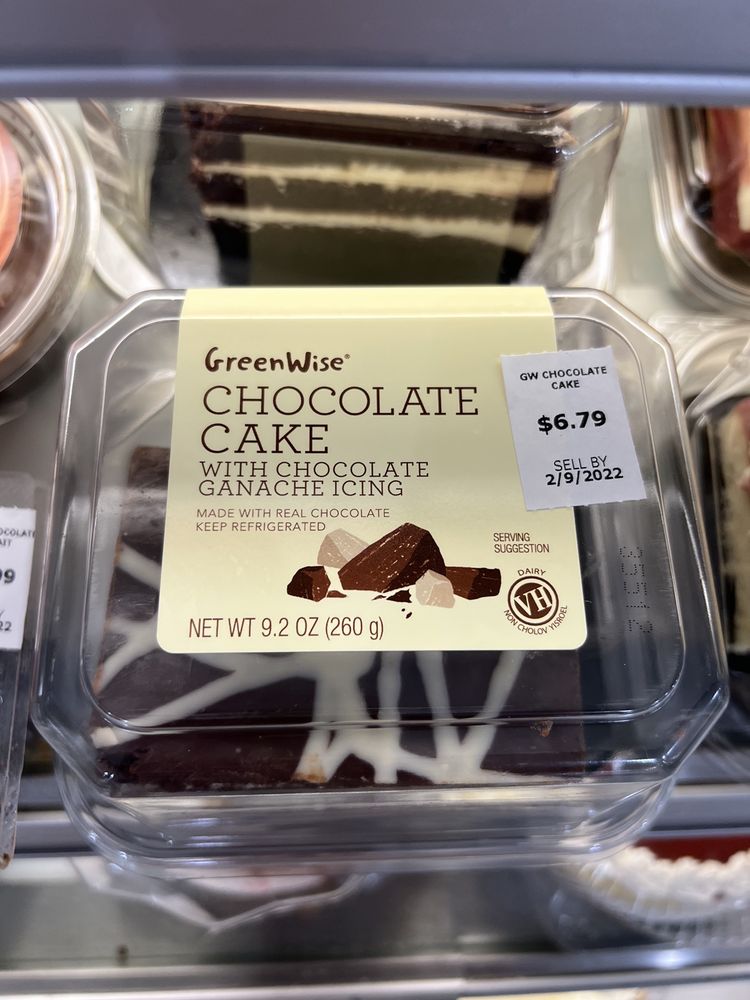 GreenWise®
CHOCOLATE
CAKE
WITH CHOCOLATE
GANACHE ICING
MADE WITH REAL CHOCOLATE
KEEP REFRIGERATED
SERVING
SUGGESTION
DAIRY
VH
NON CHOLOV YISROEL
NET WT 9.2 OZ (260 g)
GW CHOCOLATE
CAKE
$6.79
SELL BY
2/9/2022